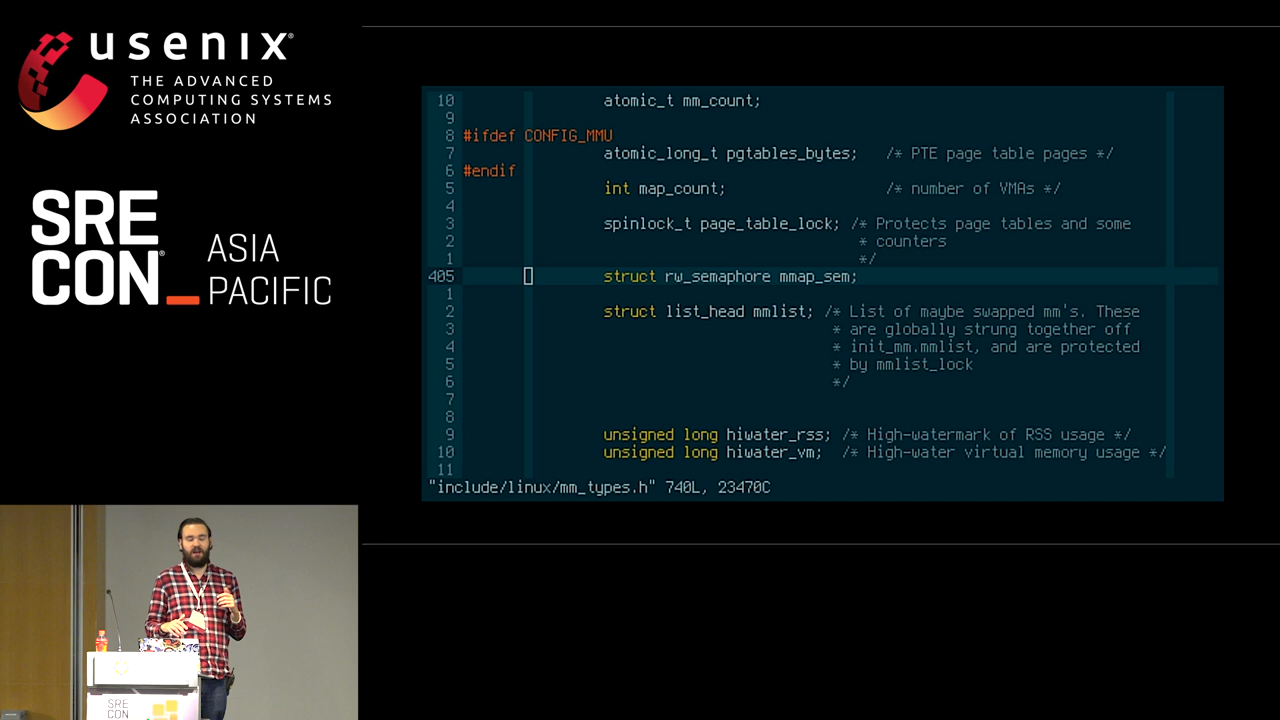 usenix®
THE ADVANCED
COMPUTING SYSTEMS
ASSOCIATION
SRE
CON®
ASIA
PACIFIC
10 atomic_t mm_count;
9
8 #ifdef CONFIG_MMU
7 atomic_long_t pgtables_bytes; /* PTE page table pages */
6 #endif
5 int map_count; /* number of VMAs */
4
3 spinlock_t page_table_lock; /* Protects page tables and some
2 * counters
1 */
405 struct rw_semaphore mmap_sem;
1
2 struct list_head mmlist; /* List of maybe swapped mm's. These
3 * are globally strung together off
4 * init_mm.mmlist, and are protected
5 * by mmlist_lock
6 */
7
8
9 unsigned long hiwater_rss; /* High-watermark of RSS usage */
10 unsigned long hiwater_vm; /* High-water virtual memory usage */
11
"include/linux/mm_types.h" 740L, 23470C
SRE
CON